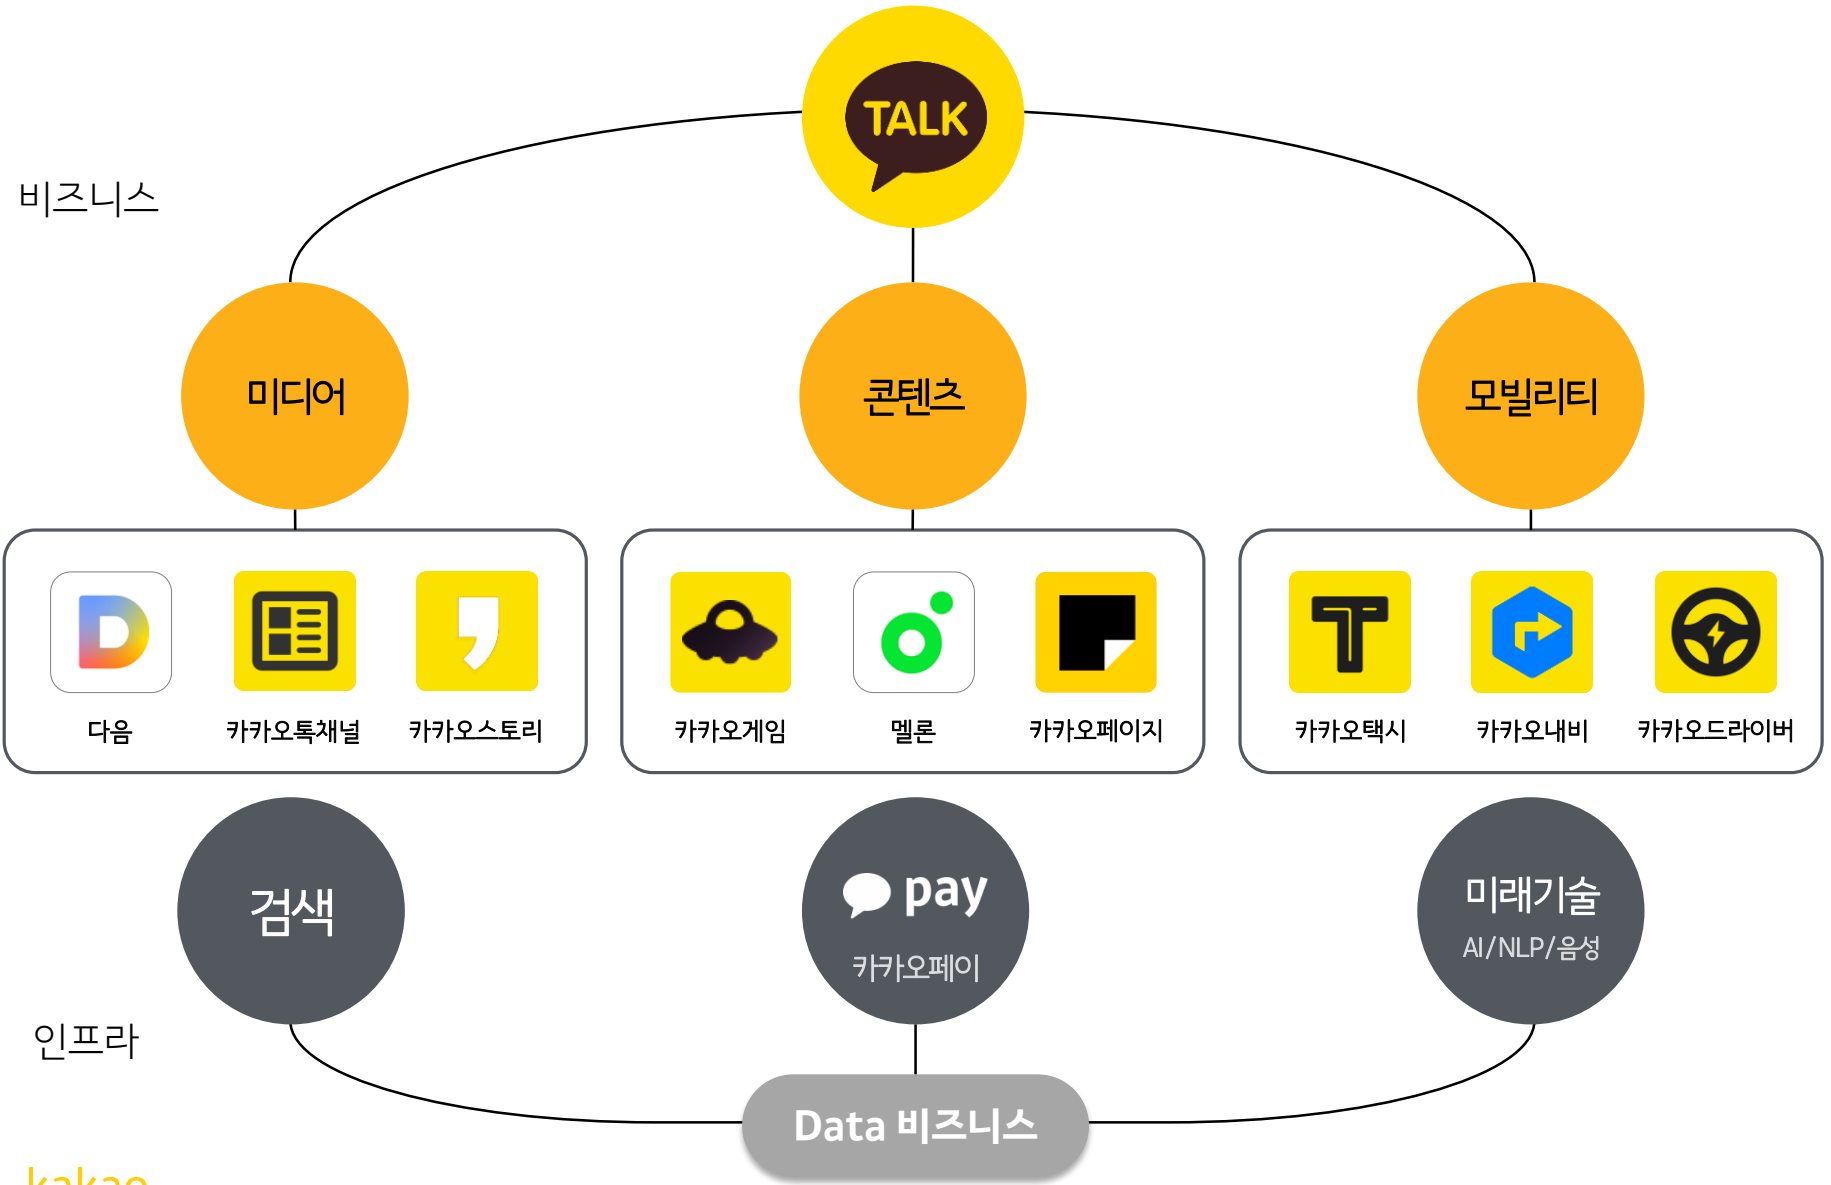 TALK
비즈니스
미디어
콘텐츠
모빌리티
다음
카카오톡채널
카카오스토리
카카오게임
멜론
카카오페이지
카카오택시
카카오내비
카카오드라이버
검색
pay
카카오페이
미래기술
AI/NLP/음성
인프라
Data 비즈니스
kakao